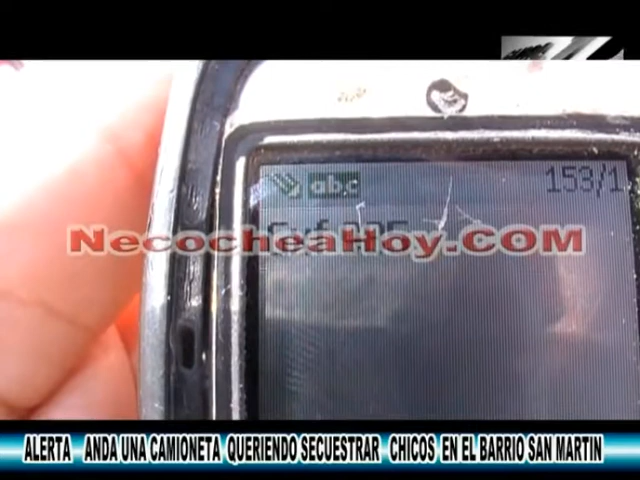 abc 153/1
NecocheaHoy.COM
ALERTA ANDA UNA CAMIONETA QUERIENDO SECUESTRAR CHICOS EN EL BARRIO SAN MARTIN